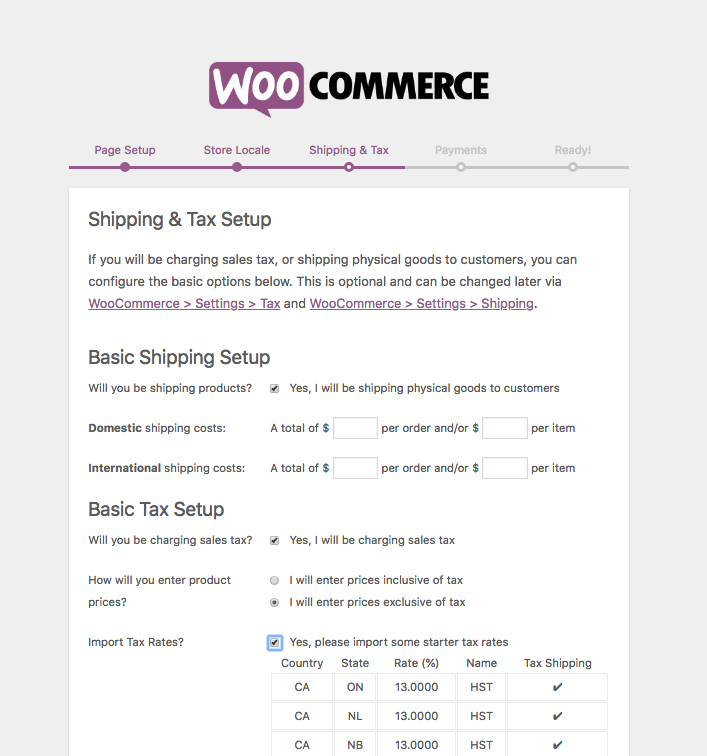 WOO COMMERCE
Page Setup Store Locale Shipping & Tax Payments Ready!
Shipping & Tax Setup
If you will be charging sales tax, or shipping physical goods to customers, you can
configure the basic options below. This is optional and can be changed later via
WooCommerce > Settings > Tax and WooCommerce > Settings > Shipping.
Basic Shipping Setup
Will you be shipping products? Yes, I will be shipping physical goods to customers
Domestic shipping costs: A total of $ per order and/or $ per item
International shipping costs: A total of $ per order and/or $ per item
Basic Tax Setup
Will you be charging sales tax? Yes, I will be charging sales tax
How will you enter product I will enter prices inclusive of tax
prices? I will enter prices exclusive of tax
Import Tax Rates? Yes, please import some starter tax rates
Country State Rate (%) Name Tax Shipping
CA ON 13.0000 HST ✔
CA NL 13.0000 HST ✔
CA NB 13.0000 HST ✔